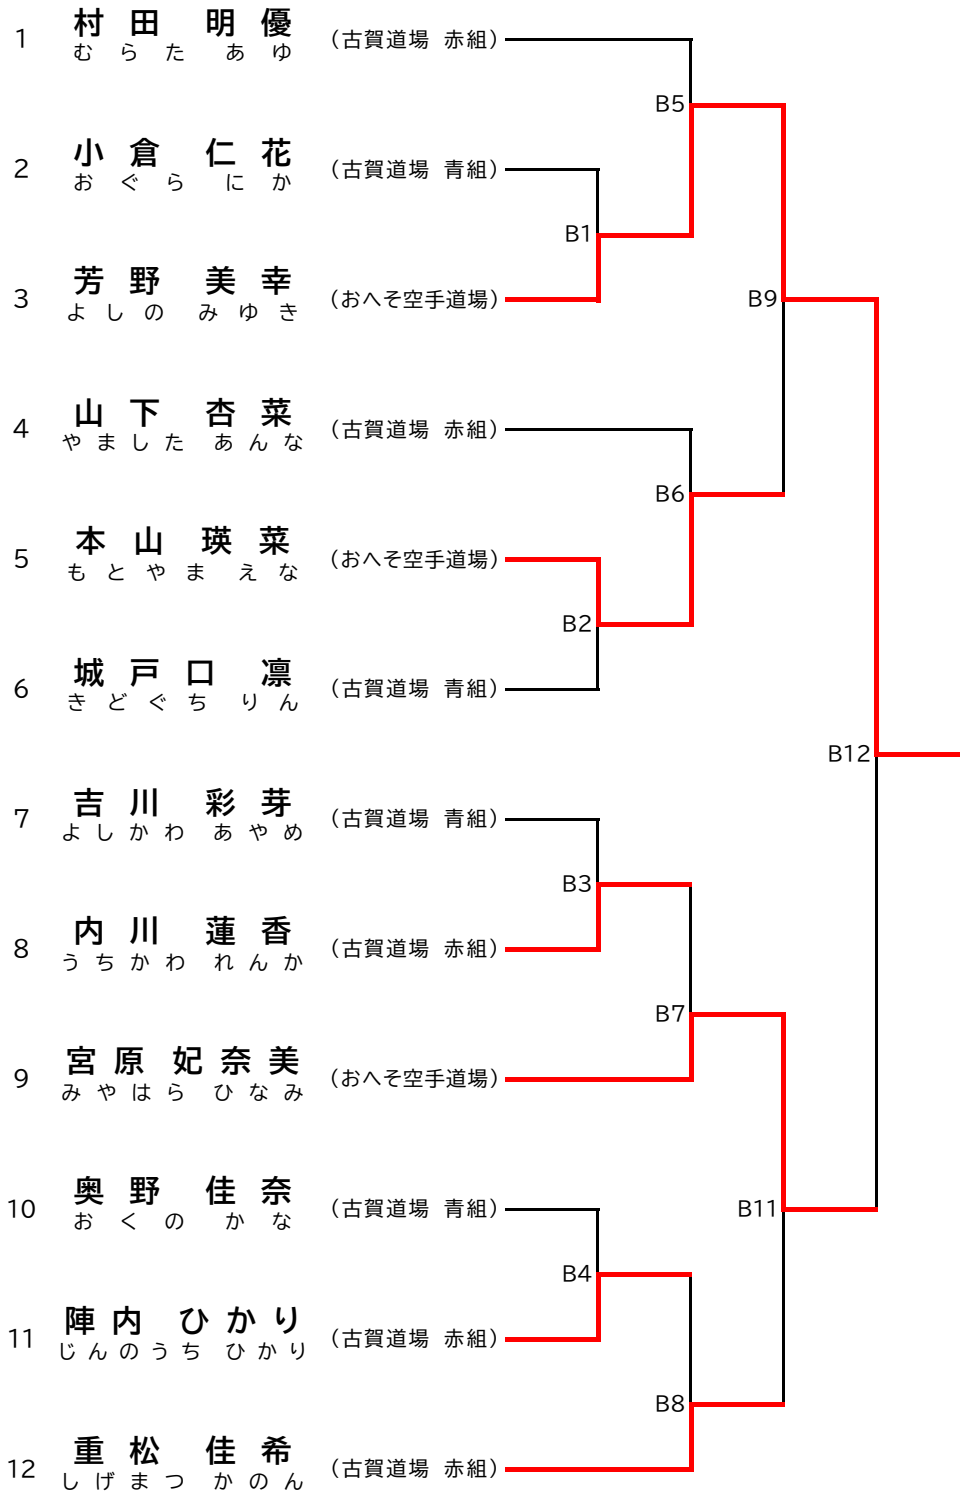 1 村田 明優 (古賀道場 赤組)
むらた あゆ
B5
2 小倉 仁花 (古賀道場 青組)
おぐら にか
B1
3 芳野 美幸 (おへそ空手道場)
よしの みゆき
B9
4 山下 杏菜 (古賀道場 赤組)
やました あんな
B6
5 本山 瑛菜 (おへそ空手道場)
もとやま えな
B2
6 城戸口 凛 (古賀道場 青組)
きどぐち りん
B12
7 吉川 彩芽 (古賀道場 青組)
よしかわ あやめ
B3
8 内川 蓮香 (古賀道場 赤組)
うちかわ れんか
B7
9 宮原 妃奈美 (おへそ空手道場)
みやはら ひなみ
10 奥野 佳奈 (古賀道場 青組)
おくの かな
B11
B4
11 陣内 ひかり (古賀道場 赤組)
じんのうち ひかり
B8
12 重松 佳希 (古賀道場 赤組)
しげまつ かのん